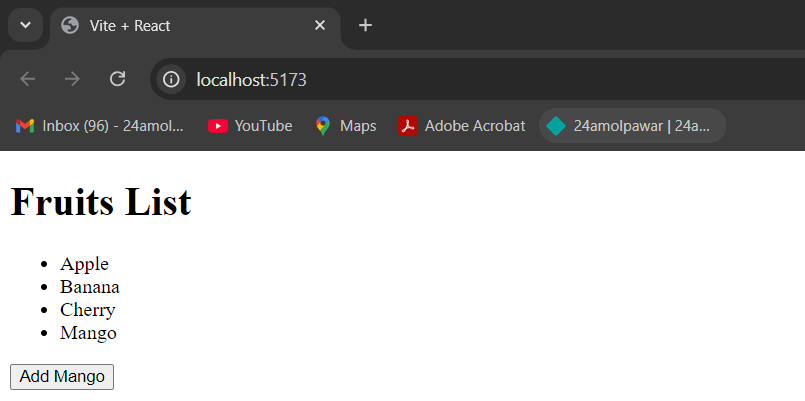 Vite + React
localhost:5173
Inbox (96) - 24amol... YouTube Maps Adobe Acrobat 24amolpawar | 24a...
Fruits List
• Apple
• Banana
• Cherry
• Mango
Add Mango